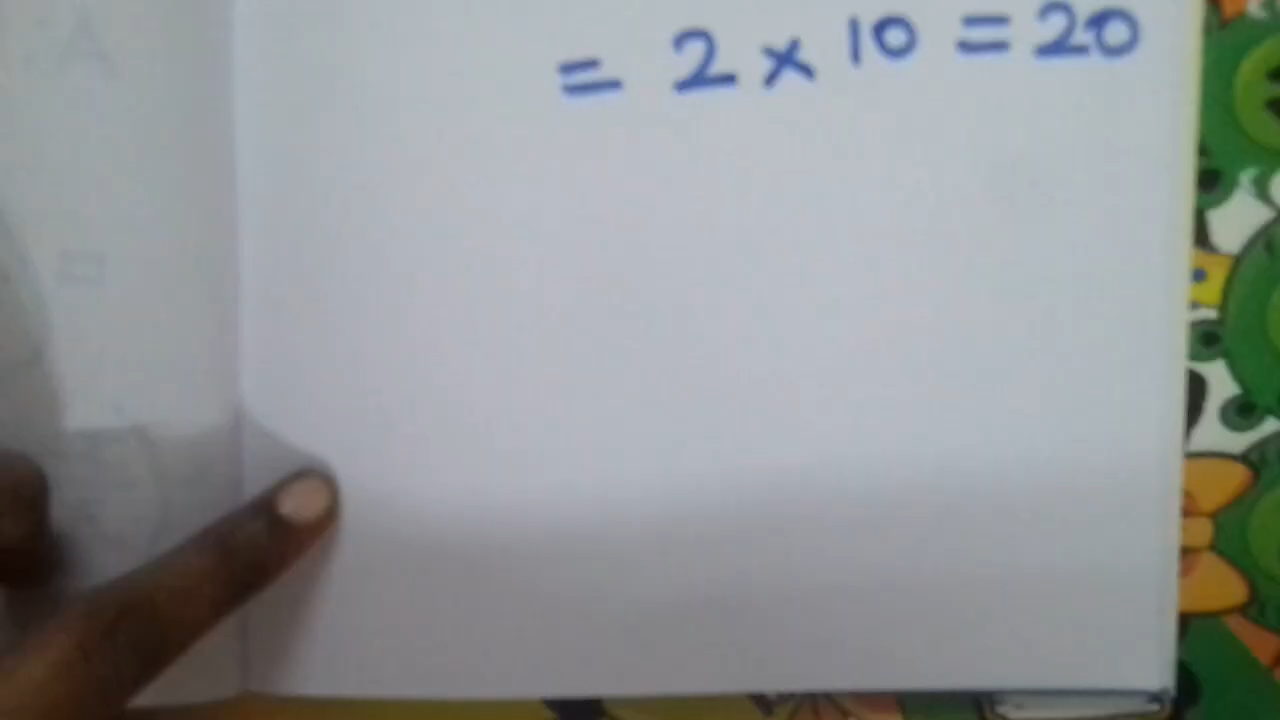 = 2 × 10 = 20